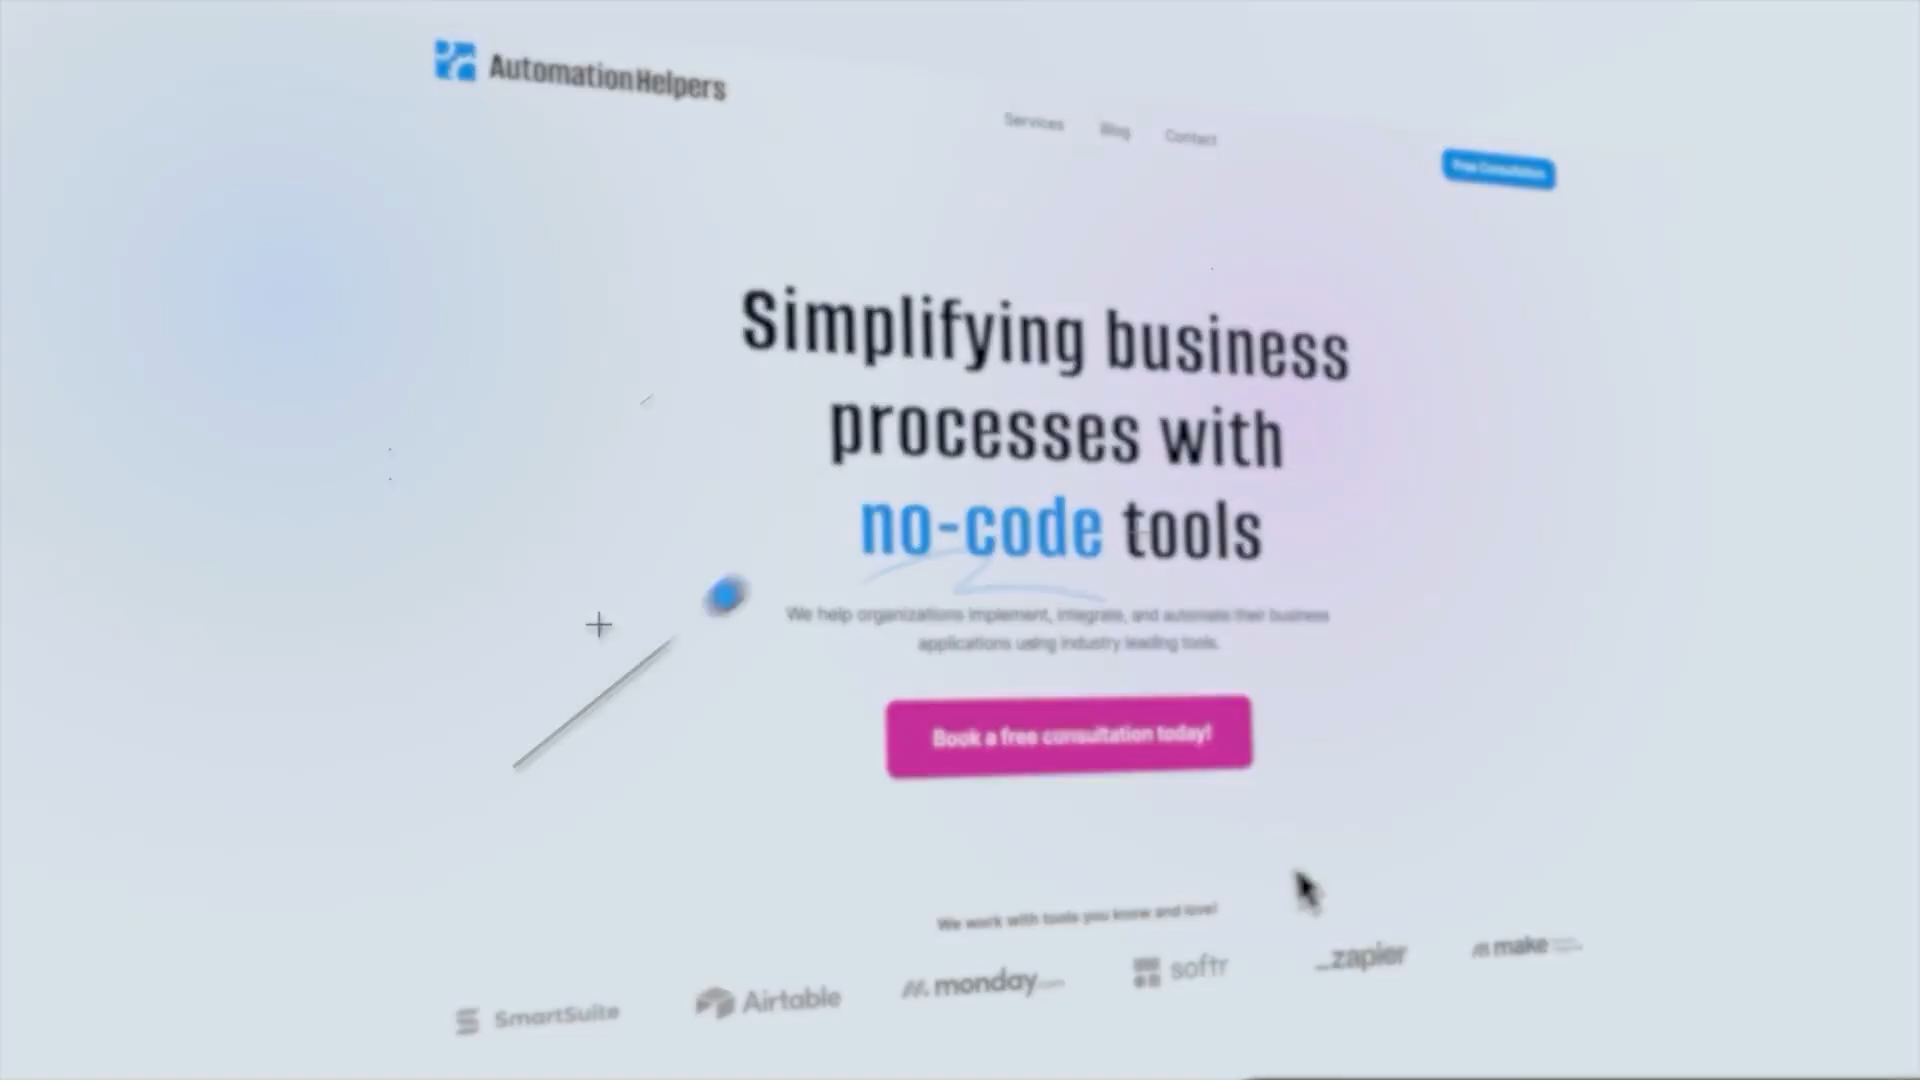 AutomationHelpers
Services Blog Contact
Free Consultation
Simplifying business
processes with
no-code tools
We help organizations implement, integrate, and automate their business
applications using industry leading tools.
Book a free consultation today!
We work with tools you know and love!
SmartSuite Airtable monday softr _zapier make